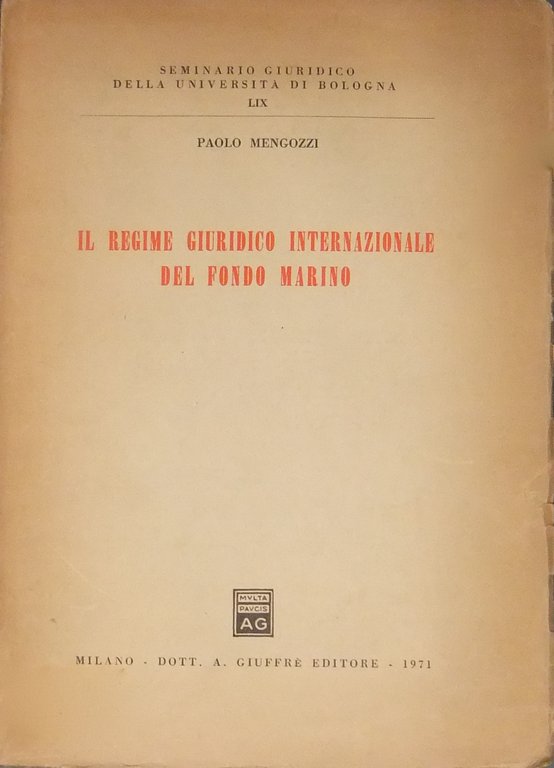 SEMINARIO GIURIDICO
DELLA UNIVERSITÀ DI BOLOGNA
LIX
PAOLO MENGOZZI
IL REGIME GIURIDICO INTERNAZIONALE
DEL FONDO MARINO
MVLTA
PAVCIS
AG
MILANO - DOTT. A. GIUFFRÈ EDITORE - 1971